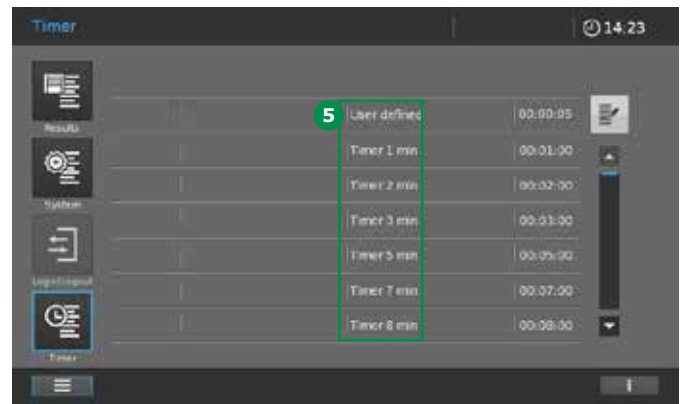 Timer 14.23
5 User defined 00:00:05
Results
Timer 1 min 00:01:00
Timer 2 min 00:02:00
System
Timer 3 min 00:03:00
Timer 5 min 00:05:00
Login/Logout
Timer 7 min 00:07:00
Timer 8 min 00:08:00
Timer
i